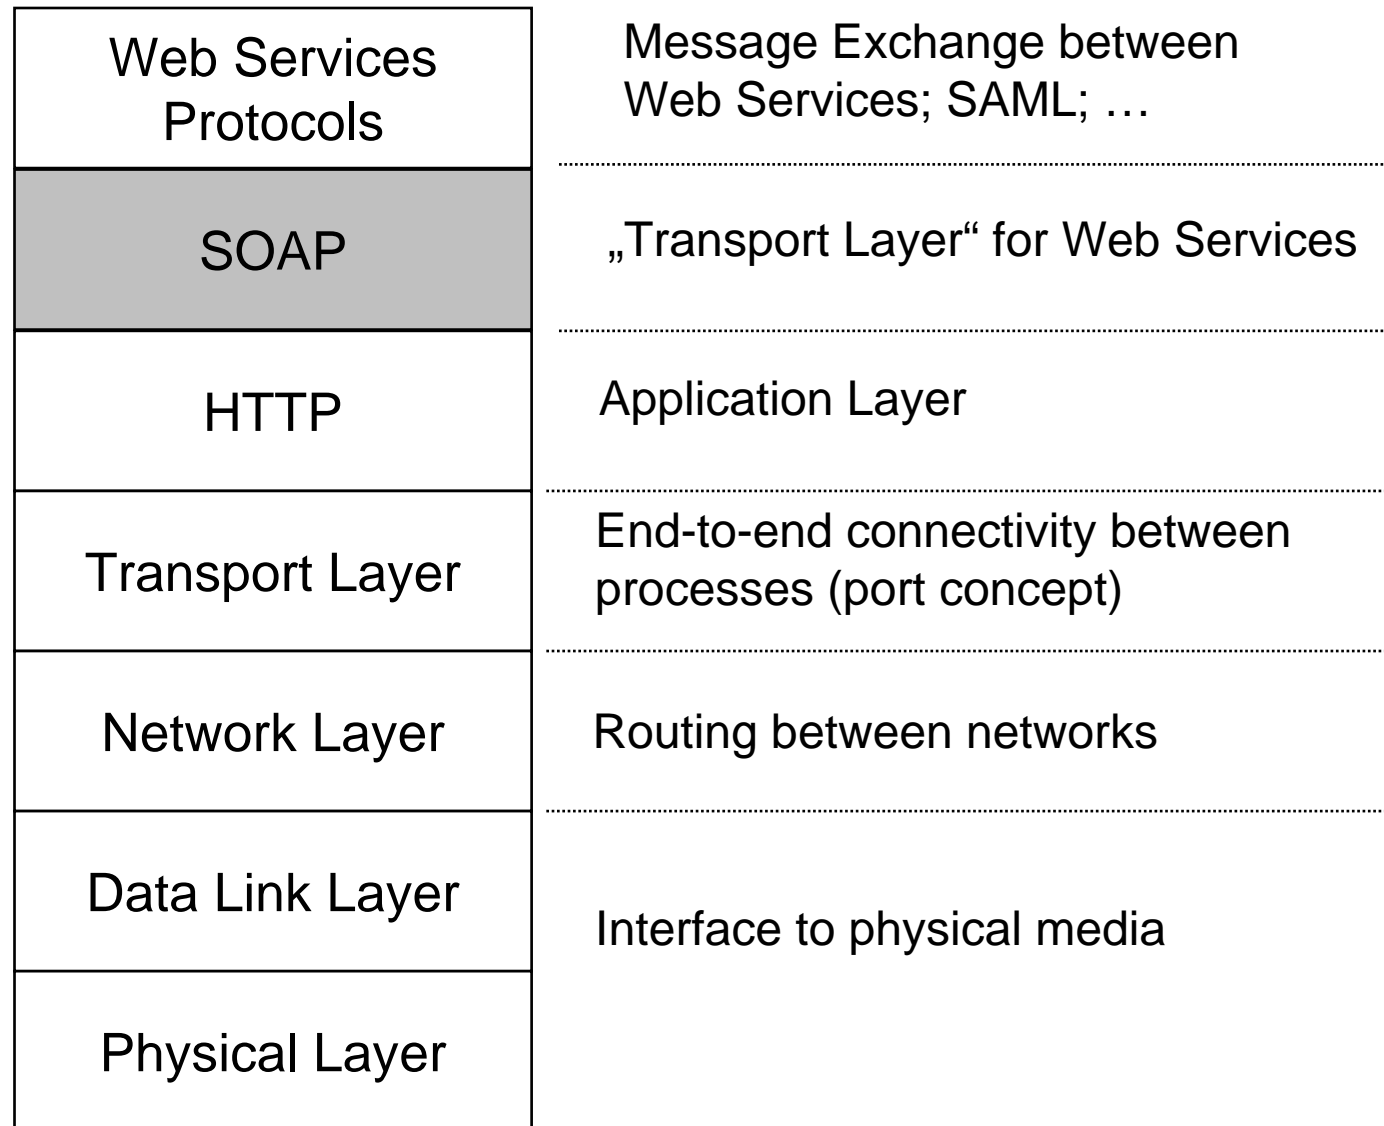 Web Services
Protocols
Message Exchange between
Web Services; SAML; …
SOAP
„Transport Layer“ for Web Services
HTTP
Application Layer
Transport Layer
End-to-end connectivity between
processes (port concept)
Network Layer
Routing between networks
Data Link Layer
Interface to physical media
Physical Layer